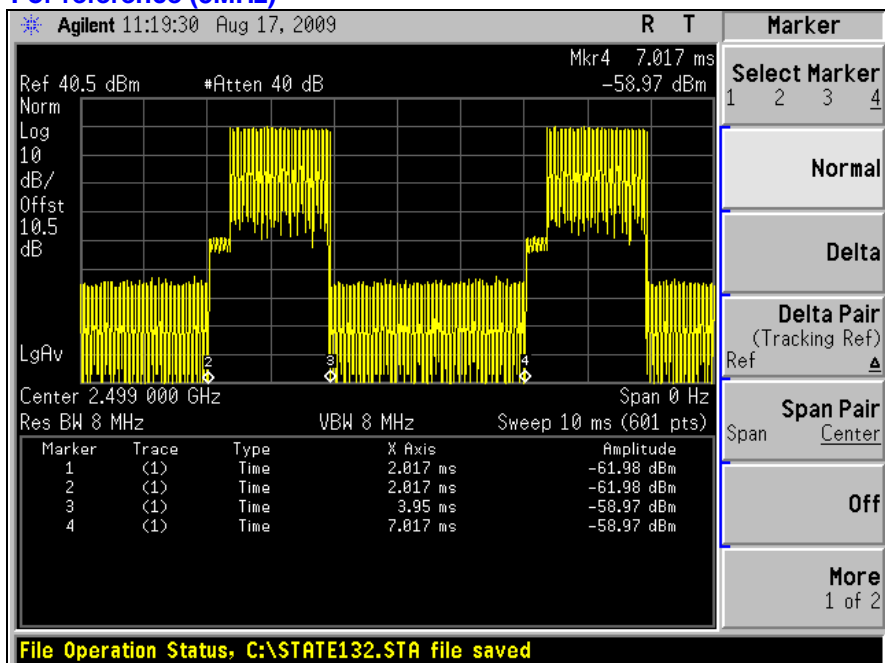 Agilent 11:19:30 Aug 17, 2009 R T Marker
Mkr4 7.017 ms
Ref 40.5 dBm #Atten 40 dB -58.97 dBm
Norm
Log
10
dB/
Offst
10.5
dB
LgAv
2 3 4
Center 2.499 000 GHz Span 0 Hz
Res BW 8 MHz VBW 8 MHz Sweep 10 ms (601 pts)
Marker Trace Type X Axis Amplitude
1 (1) Time 2.017 ms -61.98 dBm
2 (1) Time 2.017 ms -61.98 dBm
3 (1) Time 3.95 ms -58.97 dBm
4 (1) Time 7.017 ms -58.97 dBm
Select Marker
1 2 3 4
Normal
Delta
Delta Pair
(Tracking Ref)
Ref Δ
Span Pair
Span Center
Off
More
1 of 2
File Operation Status, C:\STATE132.STA file saved